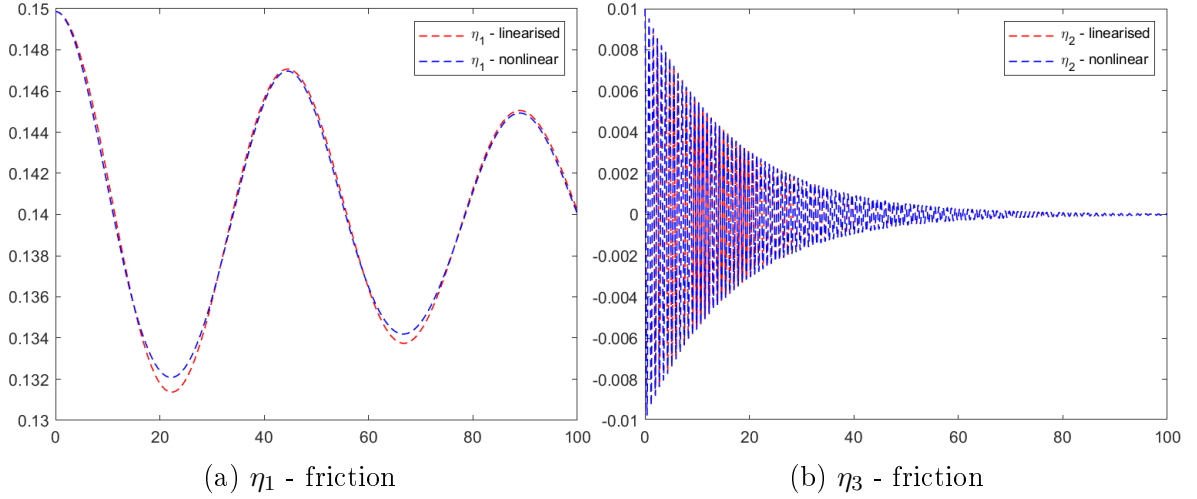 0.15
0.148
0.146
0.144
0.142
0.14
0.138
0.136
0.134
0.132
0.13
0 20 40 60 80 100
η1 - linearised
η1 - nonlinear
(a) η1 - friction
0.01
0.008
0.006
0.004
0.002
0
-0.002
-0.004
-0.006
-0.008
-0.01
0 20 40 60 80 100
η2 - linearised
η2 - nonlinear
(b) η3 - friction